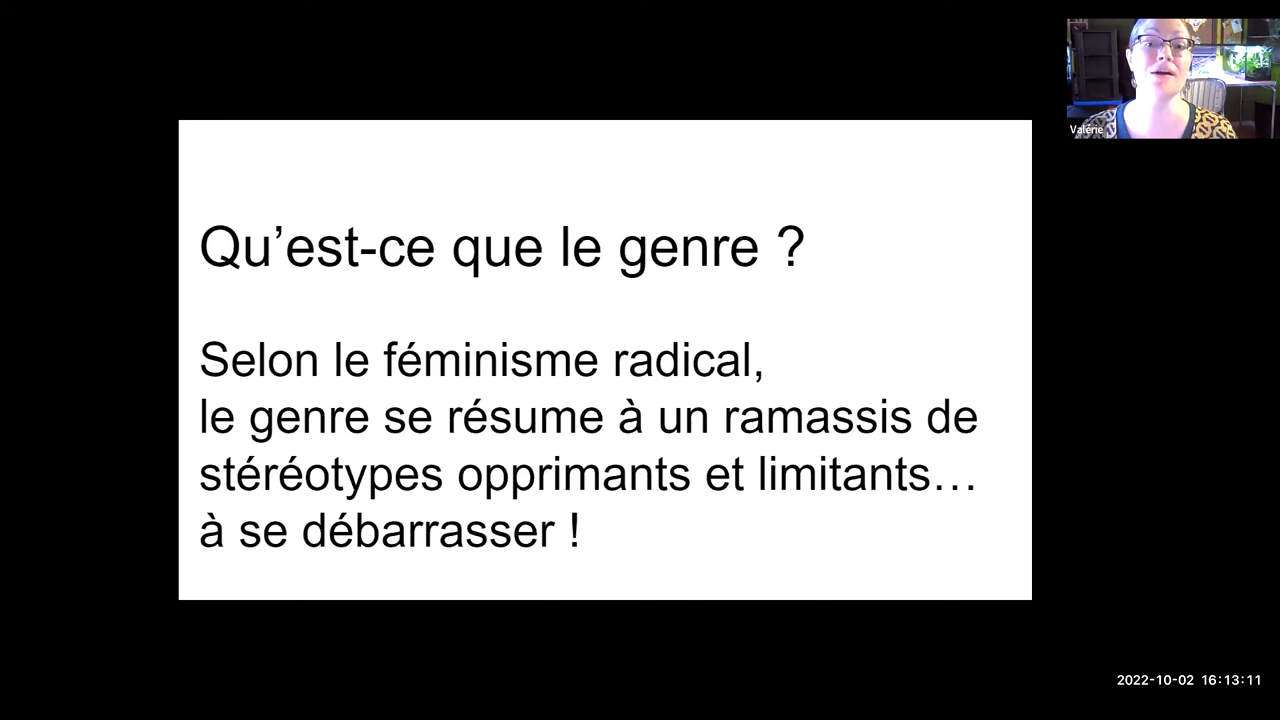 Valérie
Qu’est-ce que le genre ?
Selon le féminisme radical,
le genre se résume à un ramassis de
stéréotypes opprimants et limitants…
à se débarrasser !
2022-10-02 16:13:11